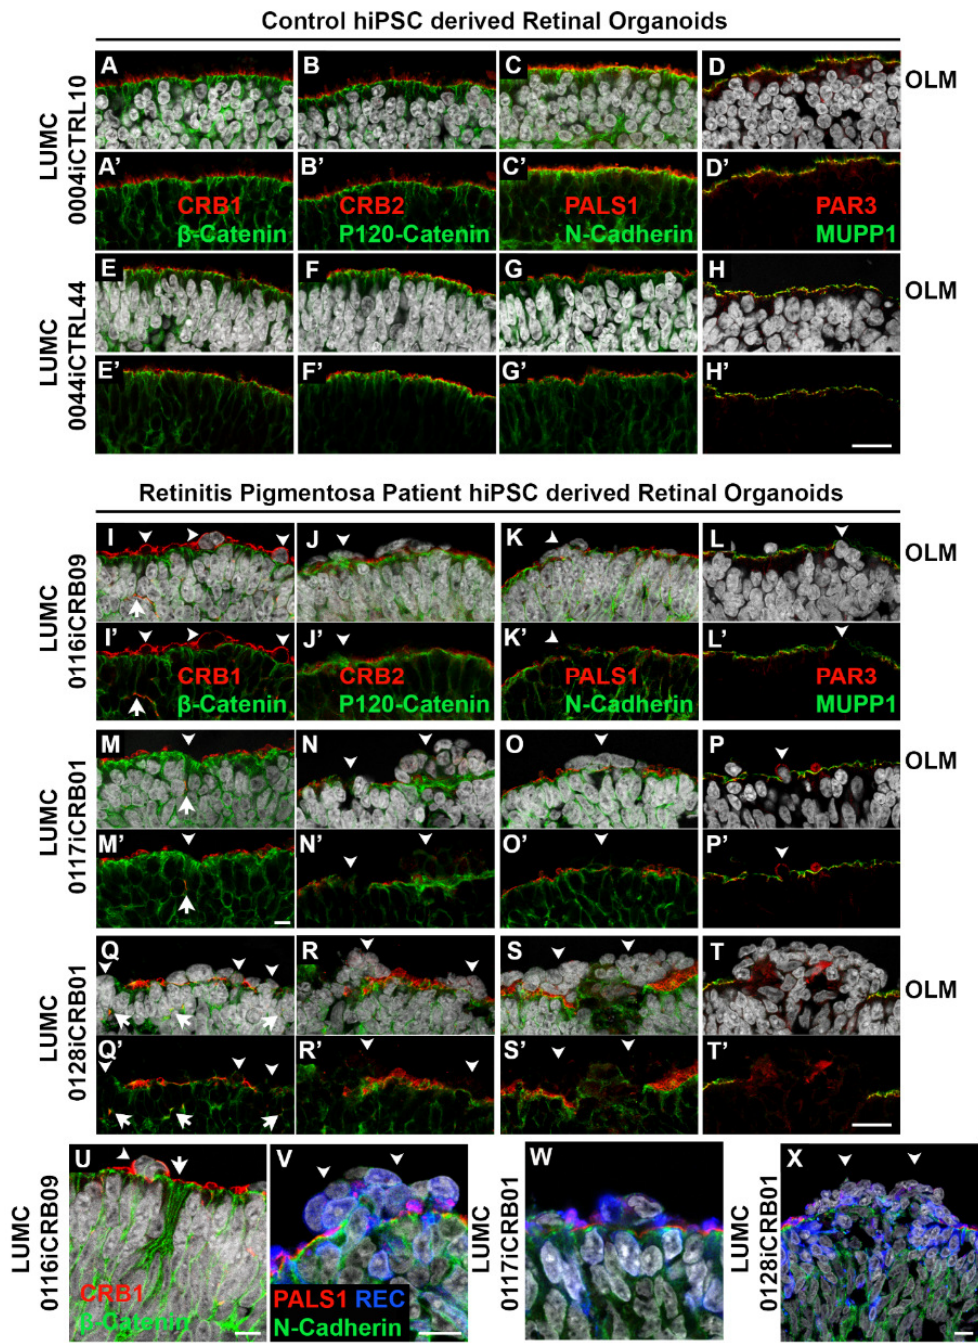 Control hiPSC derived Retinal Organoids
LUMC
0004iCTRL10
A
B
C
D
OLM
A'
B'
C'
D'
CRB1
β-Catenin
CRB2
P120-Catenin
PALS1
N-Cadherin
PAR3
MUPP1
LUMC
0044iCTRL44
E
F
G
H
OLM
E'
F'
G'
H'
Retinitis Pigmentosa Patient hiPSC derived Retinal Organoids
LUMC
0116iCRB09
I
J
K
L
OLM
I'
J'
K'
L'
CRB1
β-Catenin
CRB2
P120-Catenin
PALS1
N-Cadherin
PAR3
MUPP1
LUMC
0117iCRB01
M
N
O
P
OLM
M'
N'
O'
P'
LUMC
0128iCRB01
Q
R
S
T
OLM
Q'
R'
S'
T'
LUMC
0116iCRB09
U
CRB1
β-Catenin
V
PALS1 REC
N-Cadherin
LUMC
0117iCRB01
W
LUMC
0128iCRB01
X